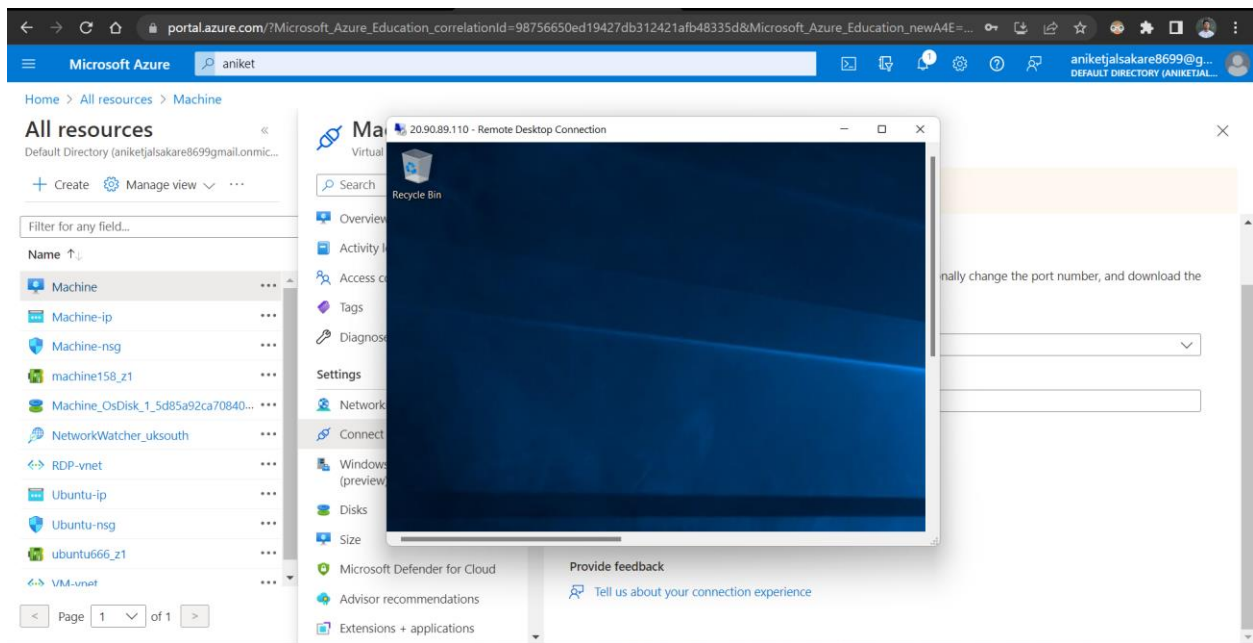 portal.azure.com/?Microsoft_Azure_Education_correlationId=98756650ed19427db312421afb48335d&Microsoft_Azure_Education_newA4E=...
Microsoft Azure
aniket
1
aniketjalsakare8699@g...
DEFAULT DIRECTORY (ANIKETJAL...
Home > All resources > Machine
All resources
Default Directory (aniketjalsakare8699gmail.onmic...
Create
Manage view
Filter for any field...
Name ↑↓
Machine
Machine-ip
Machine-nsg
machine158_z1
Machine_OsDisk_1_5d85a92ca70840...
NetworkWatcher_uksouth
RDP-vnet
Ubuntu-ip
Ubuntu-nsg
ubuntu666_z1
VM-vnet
< Page 1 of 1 >
Ma
Virtual
Search
Overview
Activity l
Access co
Tags
Diagnose
Settings
Network
Connect
Windows
(preview
Disks
Size
Microsoft Defender for Cloud
Advisor recommendations
Extensions + applications
20.90.89.110 - Remote Desktop Connection
Recycle Bin
nally change the port number, and download the
Provide feedback
Tell us about your connection experience